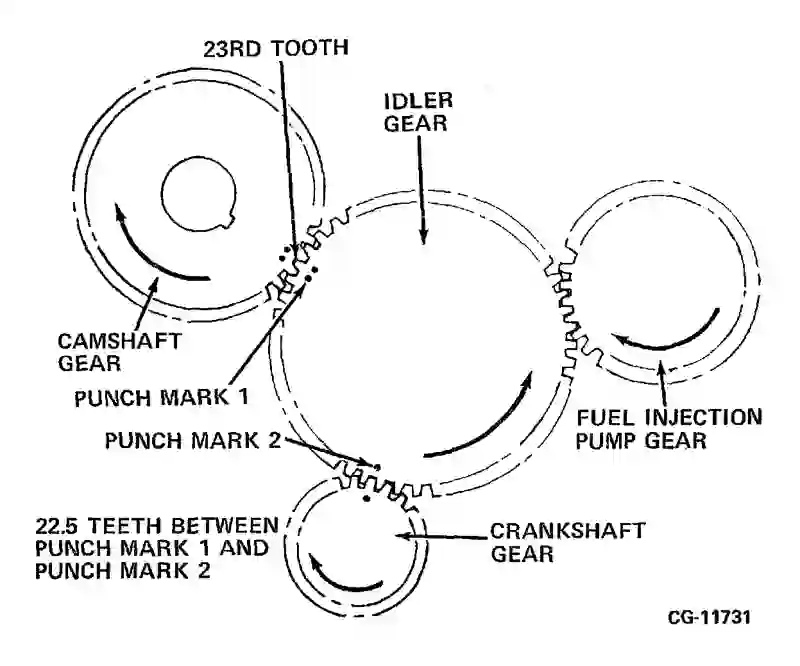 23RD TOOTH
IDLER
GEAR
CAMSHAFT
GEAR
PUNCH MARK 1
PUNCH MARK 2
FUEL INJECTION
PUMP GEAR
22.5 TEETH BETWEEN
PUNCH MARK 1 AND
PUNCH MARK 2
CRANKSHAFT
GEAR
CG-11731